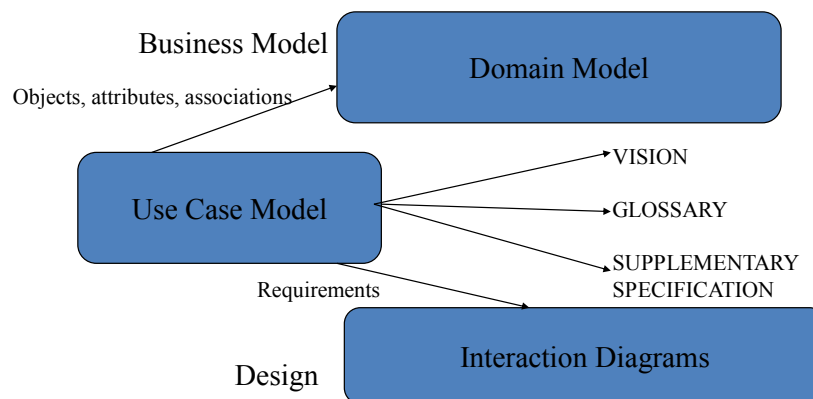 Business Model
Domain Model
Objects, attributes, associations
VISION
Use Case Model
GLOSSARY
SUPPLEMENTARY
SPECIFICATION
Requirements
Interaction Diagrams
Design